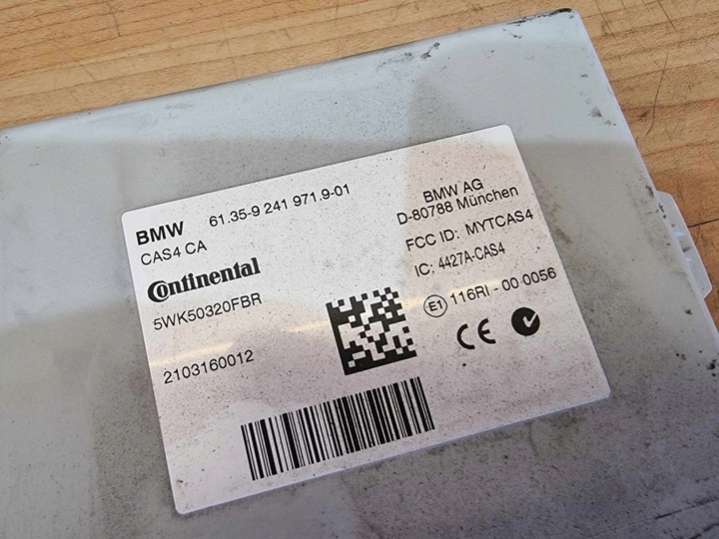 BMW 61.35-9 241 971.9-01
CAS4 CA
Continental
5WK50320FBR
2103160012
BMW AG
D-80788 München
FCC ID: MYTCAS4
IC: 4427A-CAS4
E1 116RI - 00 0056
CE